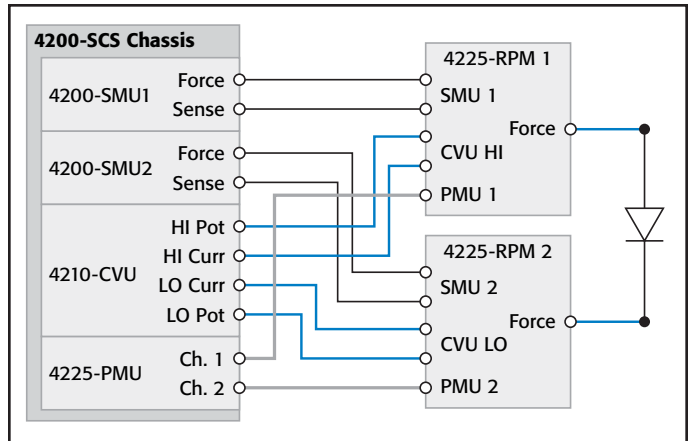 4200-SCS Chassis
4200-SMU1
Force
Sense
4200-SMU2
Force
Sense
4210-CVU
HI Pot
HI Curr
LO Curr
LO Pot
4225-PMU
Ch. 1
Ch. 2
4225-RPM 1
SMU 1
CVU HI
PMU 1
Force
4225-RPM 2
SMU 2
CVU LO
PMU 2
Force